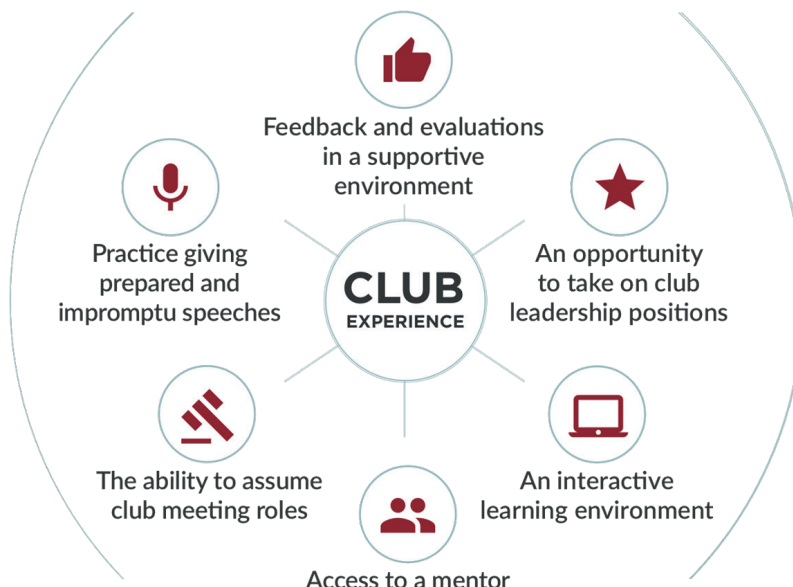 Feedback and evaluations
in a supportive
environment
Practice giving
prepared and
impromptu speeches
An opportunity
to take on club
leadership positions
CLUB
EXPERIENCE
The ability to assume
club meeting roles
An interactive
learning environment
Access to a mentor